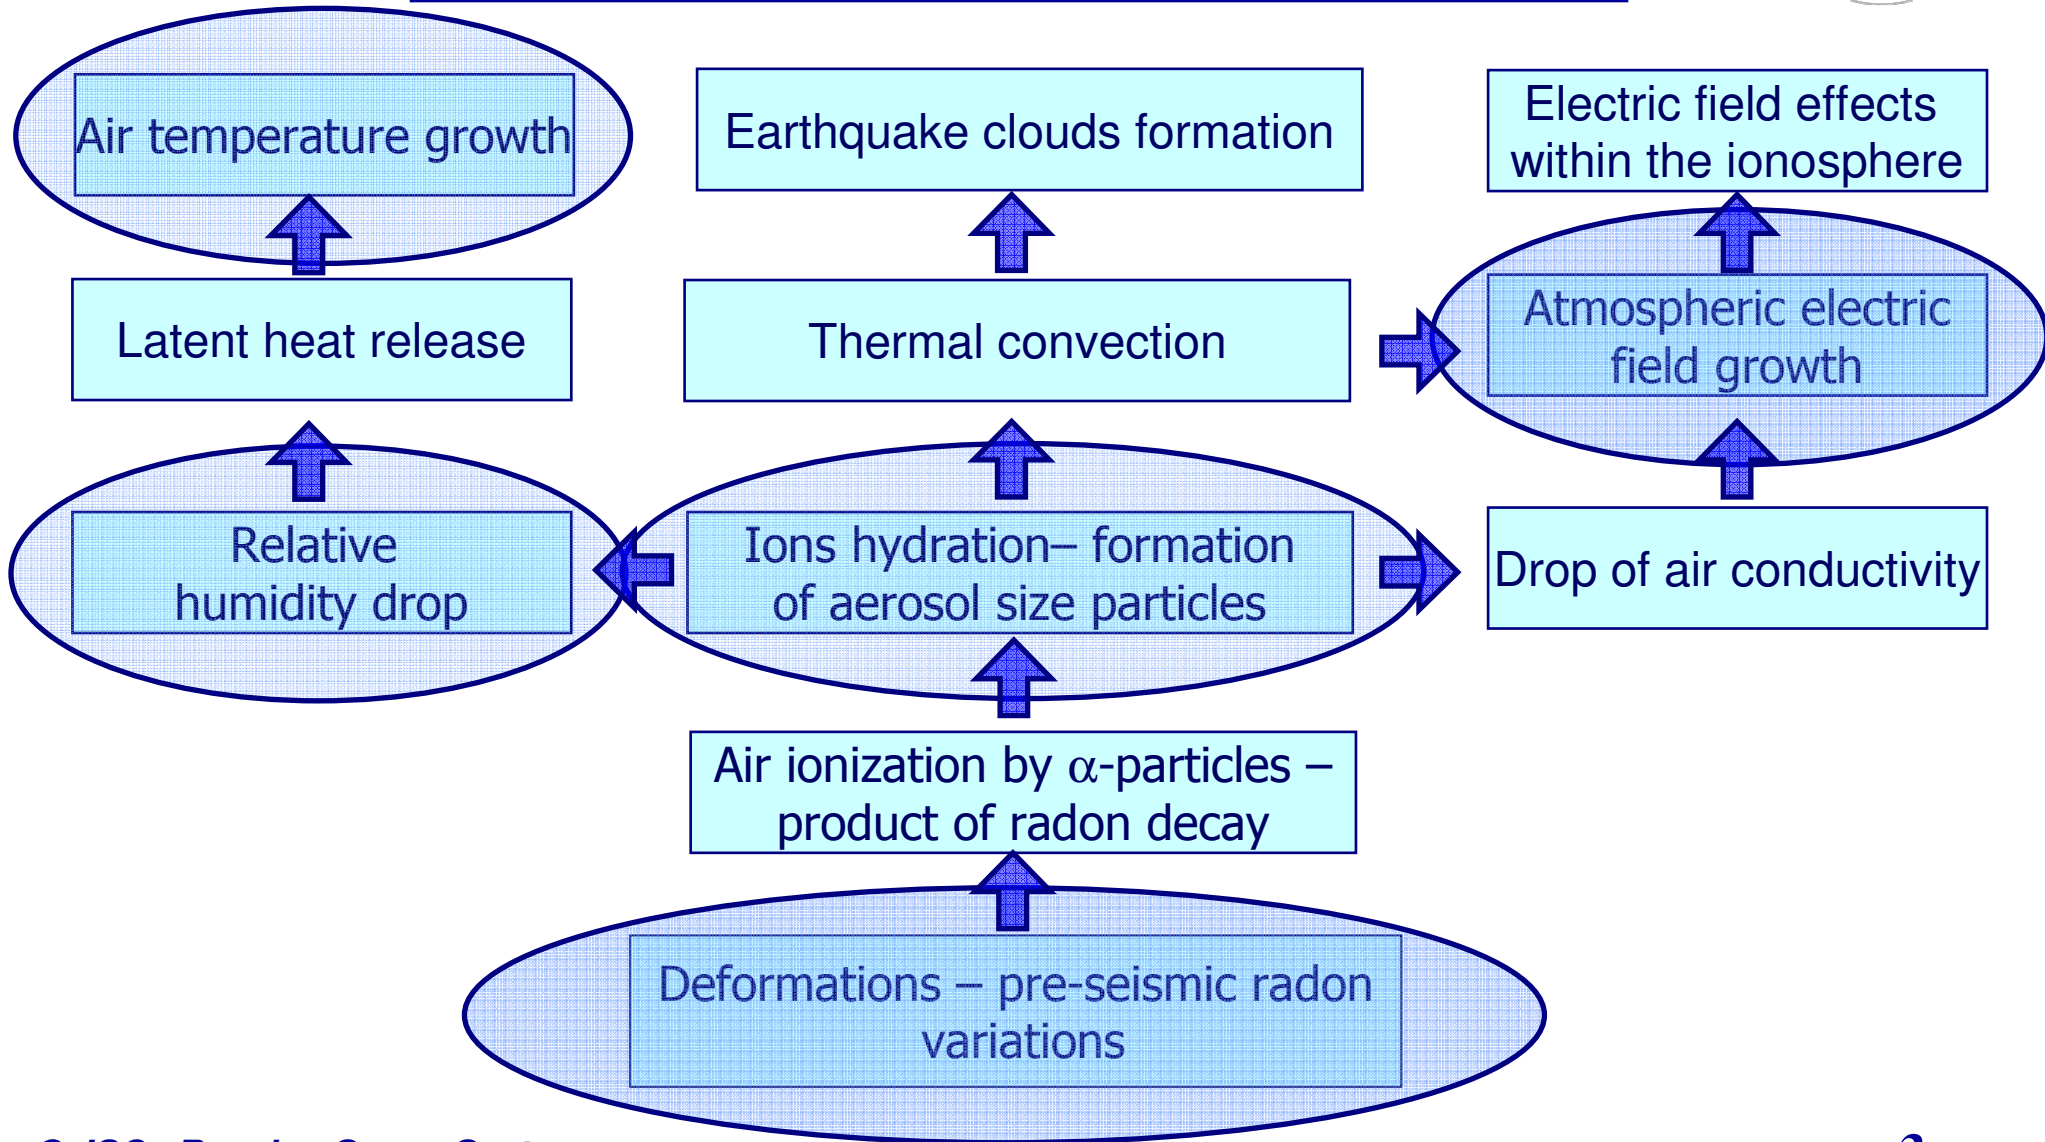 Air temperature growth
Earthquake clouds formation
Electric field effects
within the ionosphere
Latent heat release
Thermal convection
Atmospheric electric
field growth
Relative
humidity drop
Ions hydration– formation
of aerosol size particles
Drop of air conductivity
Air ionization by α-particles –
product of radon decay
Deformations – pre-seismic radon
variations